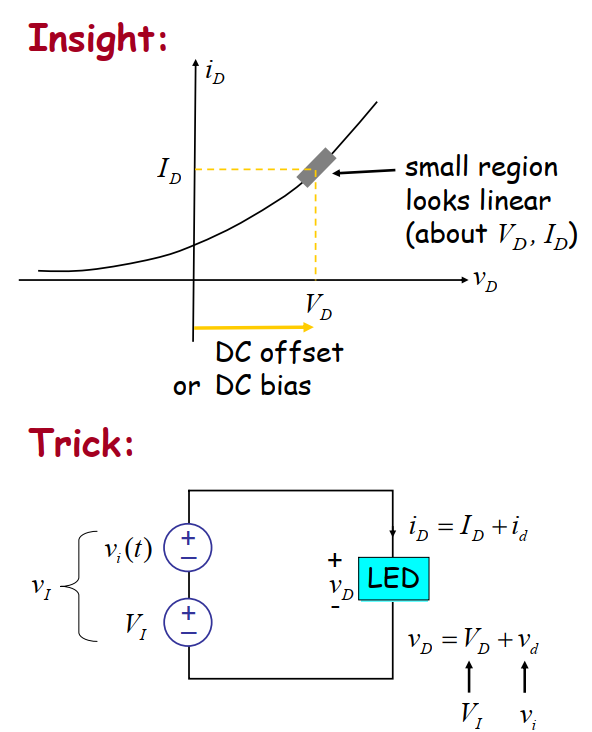 Insight:
i_D
I_D
small region
looks linear
(about V_D, I_D)
v_D
V_D
DC offset
or DC bias
Trick:
i_D = I_D + i_d
v_i(t)
+
−
+
v_D
-
LED
v_I
V_I
+
−
v_D = V_D + v_d
V_I v_i